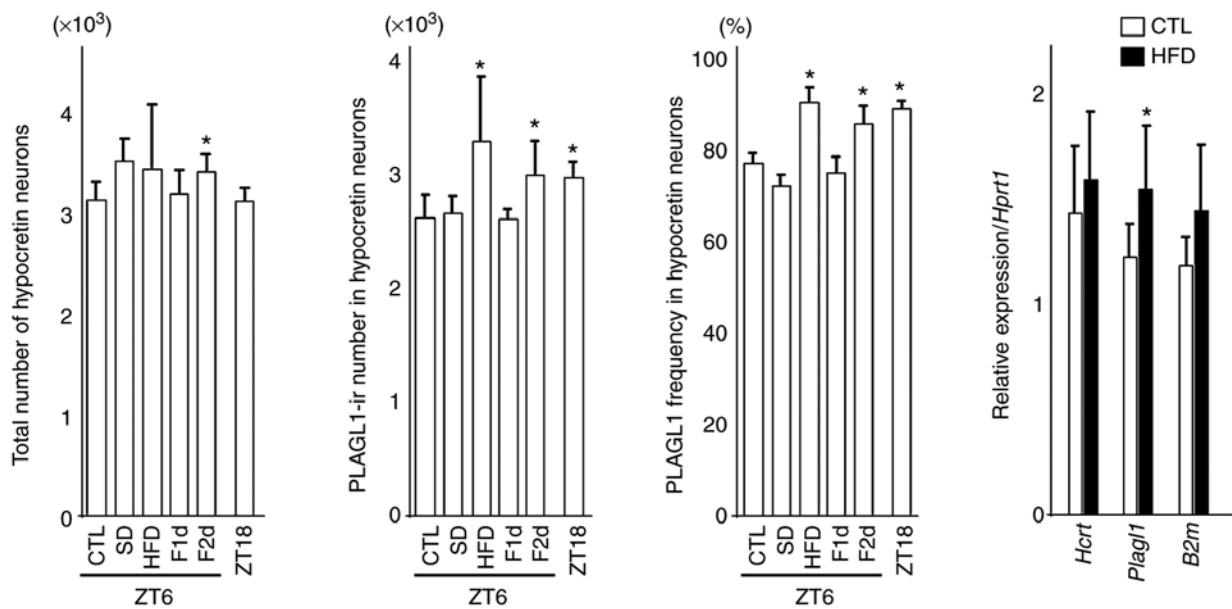 (×10³)
Total number of hypocretin neurons
4
3
2
1
0
*
CTL
SD
HFD
F1d
F2d
ZT18
ZT6
(×10³)
PLAGL1-ir number in hypocretin neurons
4
3
2
1
0
*
*
*
CTL
SD
HFD
F1d
F2d
ZT18
ZT6
(%)
PLAGL1 frequency in hypocretin neurons
100
80
60
40
20
0
*
*
*
CTL
SD
HFD
F1d
F2d
ZT18
ZT6
CTL
HFD
Relative expression/Hprt1
2
1
0
*
Hcrt
Plagl1
B2m